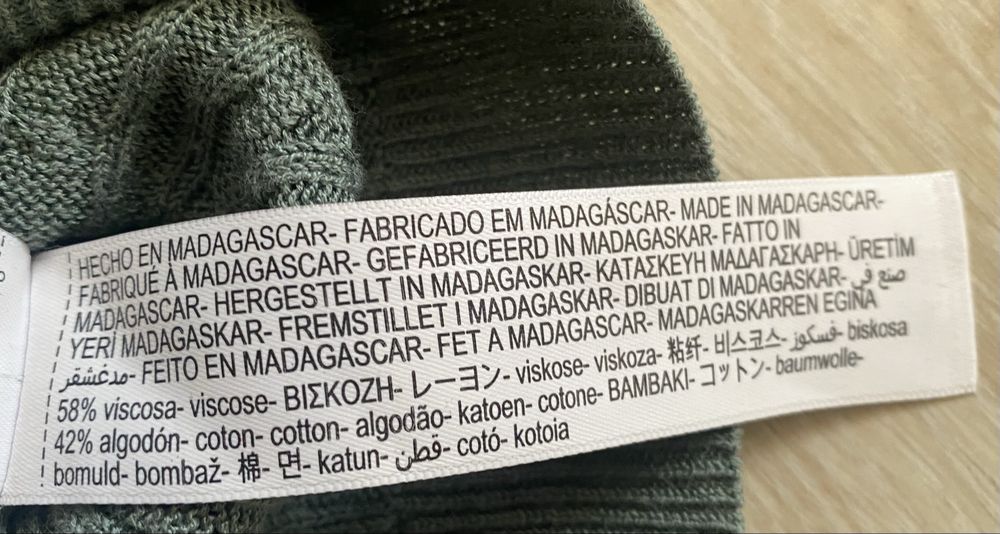 HECHO EN MADAGASCAR- FABRICADO EM MADAGÁSCAR- MADE IN MADAGASCAR-
FABRIQUÉ À MADAGASCAR- GEFABRICEERD IN MADAGASKAR- FATTO IN
MADAGASCAR- HERGESTELLT IN MADAGASKAR- ΚΑΤΑΣΚΕΥΗ ΜΑΔΑΓΑΣΚΑΡΗ- ÜRETİM
YERİ MADAGASKAR- FREMSTILLET I MADAGASKAR- DIBUAT DI MADAGASKAR- صنع في
مدغشقر- FEITO EN MADAGASCAR- FET A MADAGASCAR- MADAGASKARREN EGINA
58% viscosa- viscose- ΒΙΣΚΟΖΗ- レーヨン- viskose- viskoza- 粘纤- 비스코스- فسكوز- biskosa
42% algodón- coton- cotton- algodão- katoen- cotone- BAMBAKI- コットン- baumwolle-
bomuld- bombaž- 棉- 면- katun- قطن- cotó- kotoia